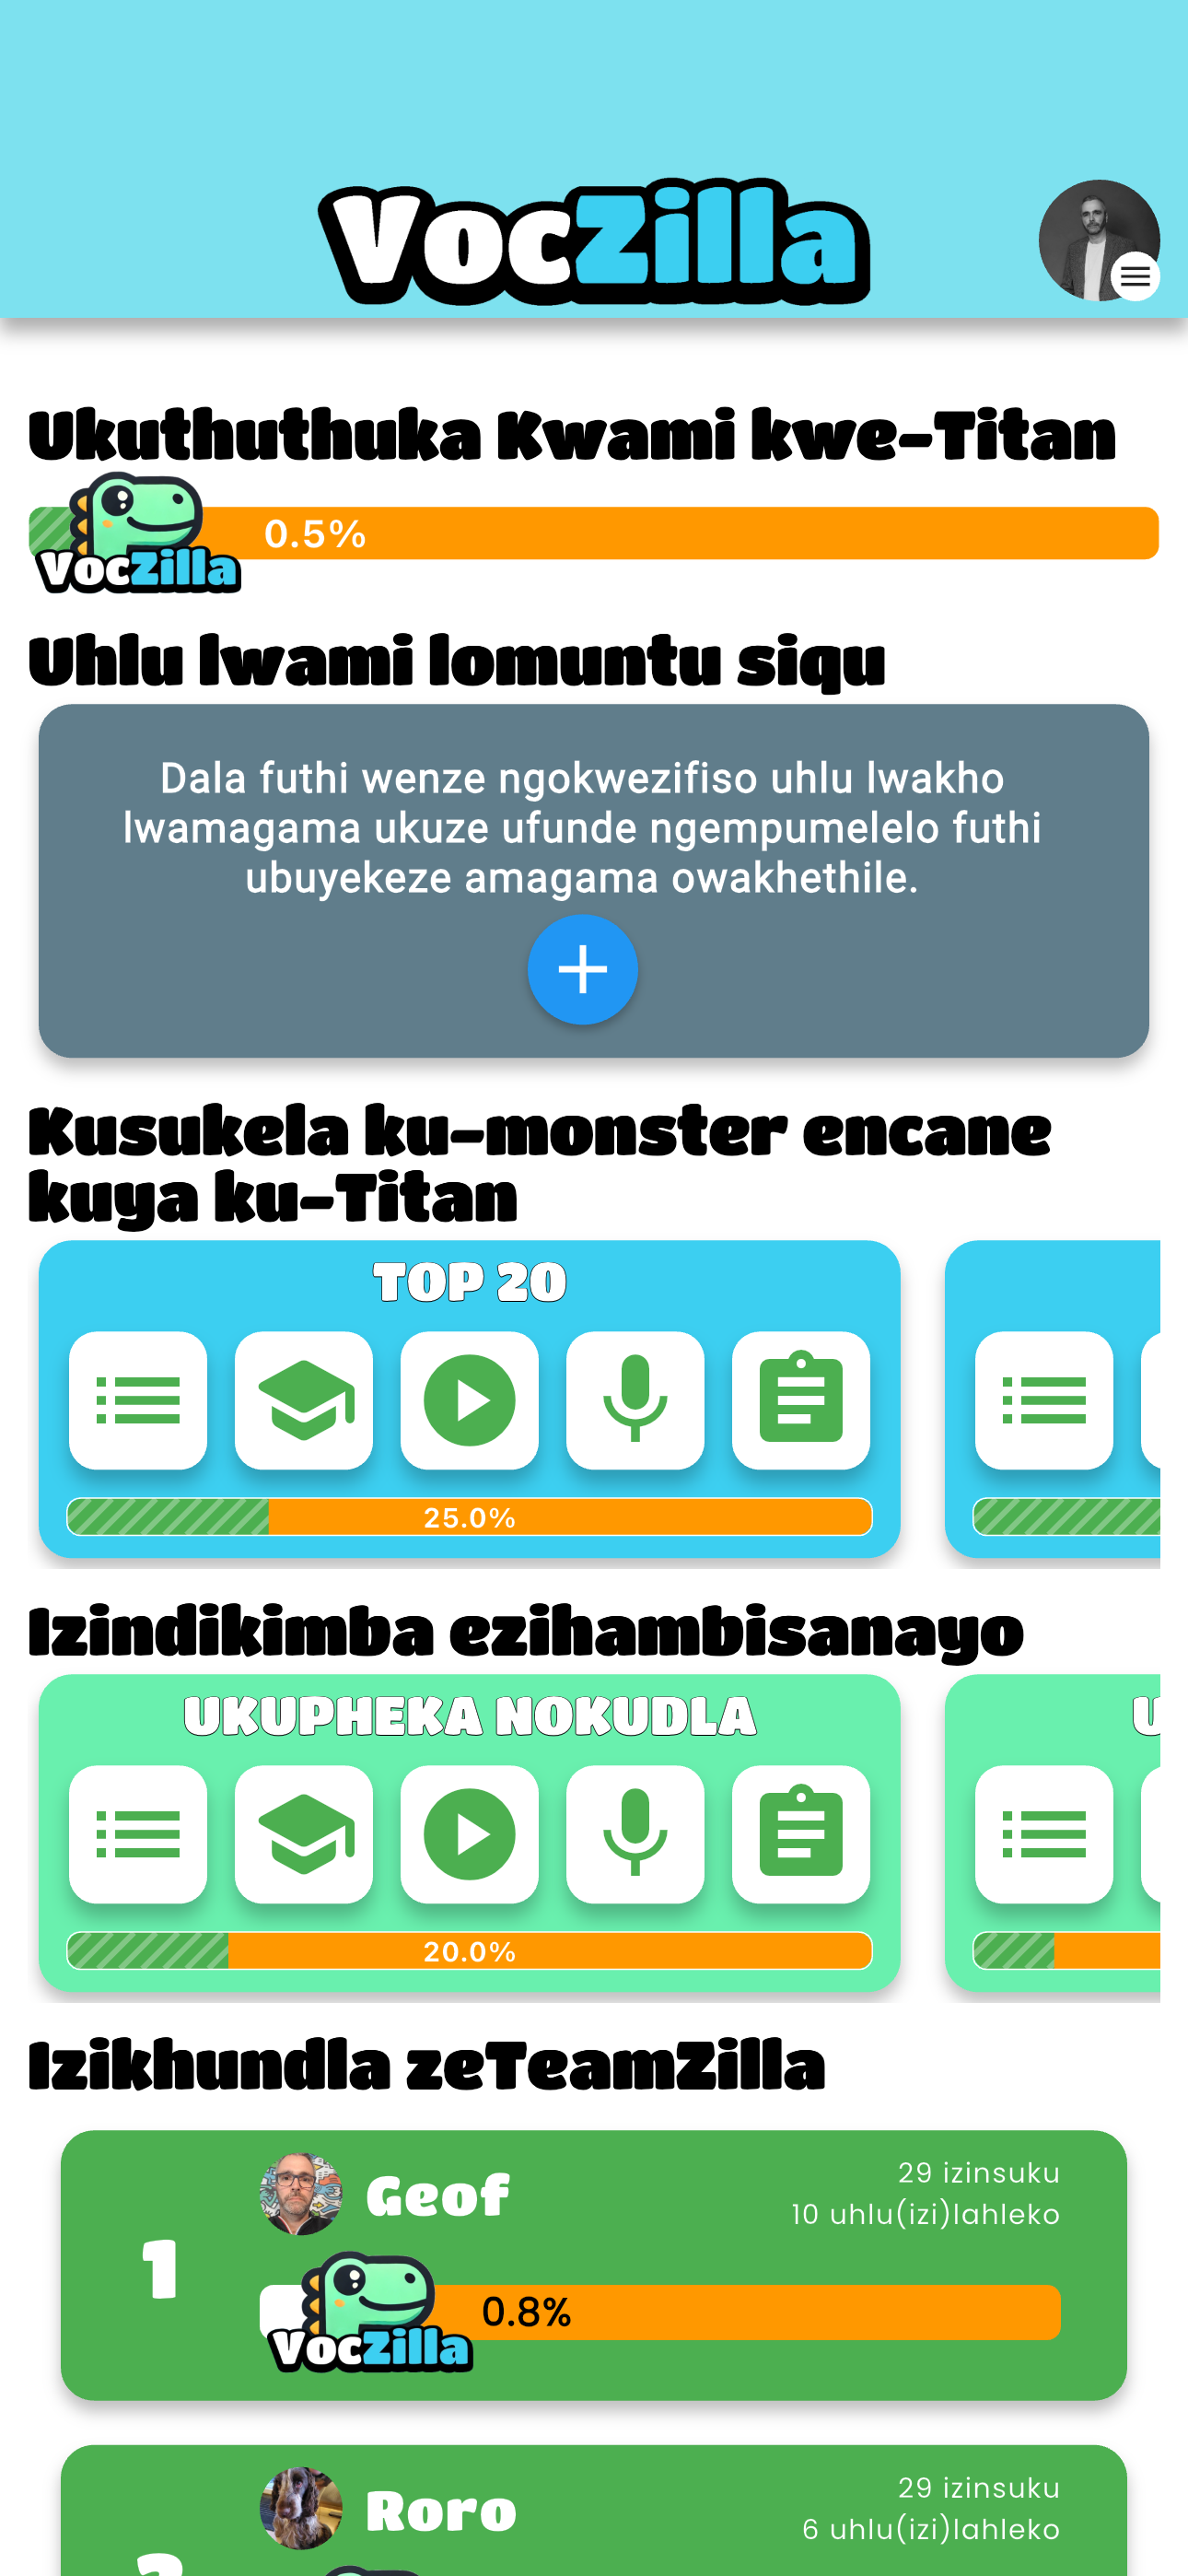 VocZilla
Ukuthuthuka Kwami kwe-Titan
0.5%
VocZilla
Uhlu lwami lomuntu siqu
Dala futhi wenze ngokwezifiso uhlu lwakho
lwamagama ukuze ufunde ngempumelelo futhi
ubuyekeze amagama owakhethile.
Kusukela ku-monster encane
kuya ku-Titan
TOP 20
25.0%
Izindikimba ezihambisanayo
UKUPHEKA NOKUDLA
20.0%
Izikhundla zeTeamZilla
1
Geof
29 izinsuku
10 uhlu(izi)lahleko
0.8%
VocZilla
Roro
29 izinsuku
6 uhlu(izi)lahleko